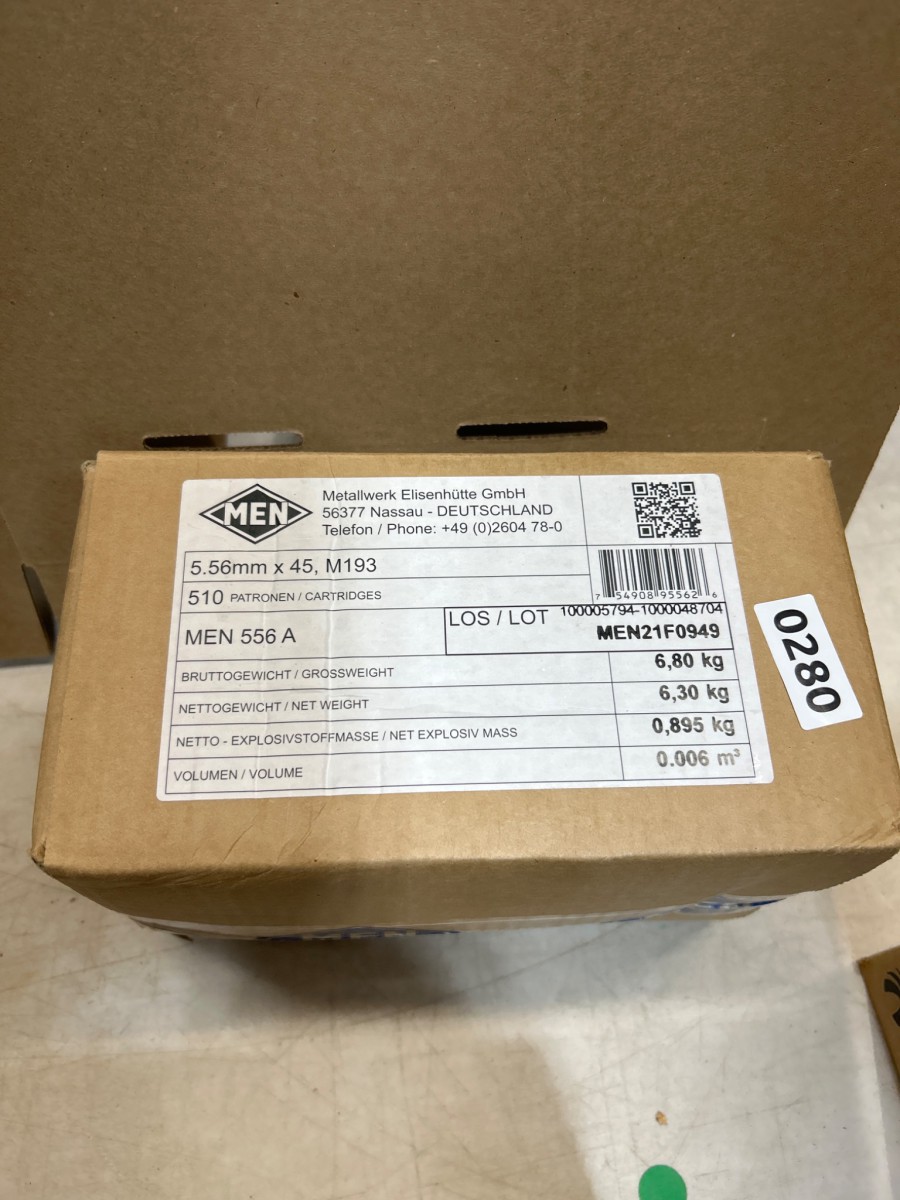 MEN
Metallwerk Elisenhütte GmbH
56377 Nassau - DEUTSCHLAND
Telefon / Phone: +49 (0)2604 78-0
5.56mm x 45, M193
7 54908 95562 6
510 PATRONEN / CARTRIDGES
MEN 556 A
LOS / LOT 100005794-1000048704
MEN21F0949
BRUTTOGEWICHT / GROSSWEIGHT 6,80 kg
NETTOGEWICHT / NET WEIGHT 6,30 kg
NETTO - EXPLOSIVSTOFFMASSE / NET EXPLOSIV MASS 0,895 kg
VOLUMEN / VOLUME 0.006 m³
0280